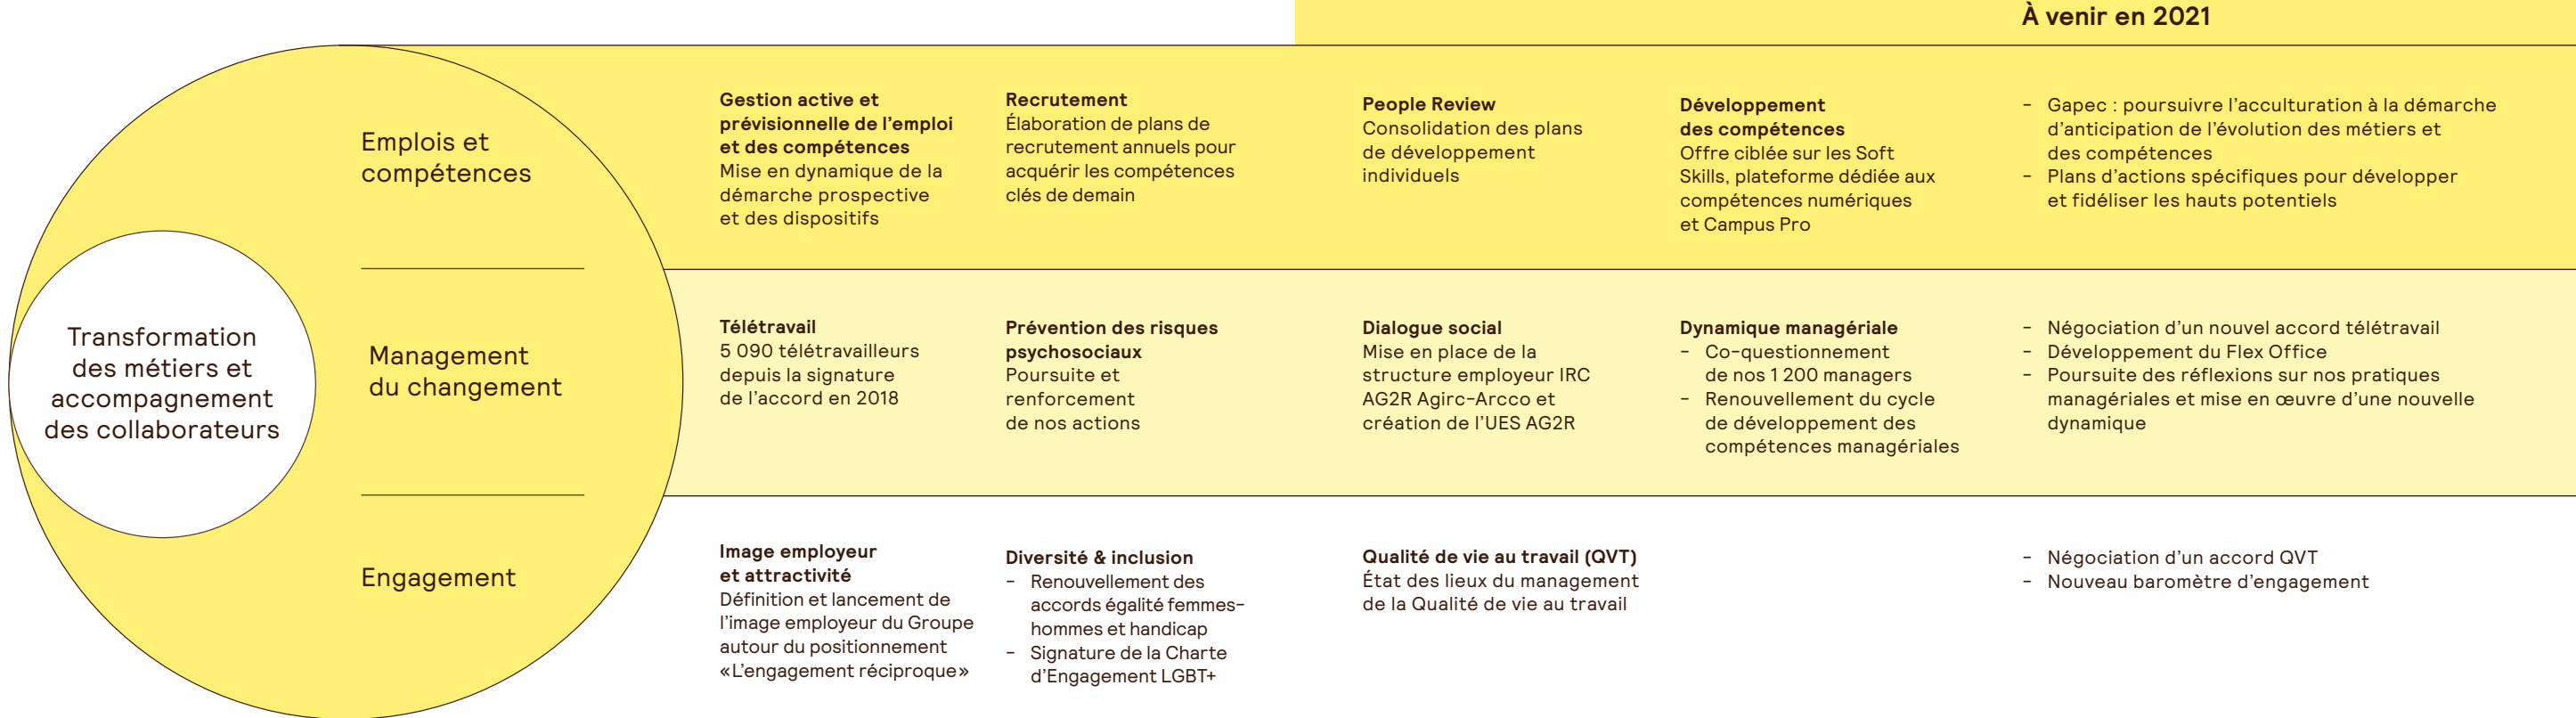 À venir en 2021
Transformation
des métiers et
accompagnement
des collaborateurs
Emplois et
compétences
Gestion active et
prévisionnelle de l’emploi
et des compétences
Mise en dynamique de la
démarche prospective
et des dispositifs
Recrutement
Élaboration de plans de
recrutement annuels pour
acquérir les compétences
clés de demain
People Review
Consolidation des plans
de développement
individuels
Développement
des compétences
Offre ciblée sur les Soft
Skills, plateforme dédiée aux
compétences numériques
et Campus Pro
- Gapec : poursuivre l’acculturation à la démarche
d’anticipation de l’évolution des métiers et
des compétences
- Plans d’actions spécifiques pour développer
et fidéliser les hauts potentiels
Management
du changement
Télétravail
5 090 télétravailleurs
depuis la signature
de l’accord en 2018
Prévention des risques
psychosociaux
Poursuite et
renforcement
de nos actions
Dialogue social
Mise en place de la
structure employeur IRC
AG2R Agirc-Arcco et
création de l’UES AG2R
Dynamique managériale
- Co-questionnement
de nos 1 200 managers
- Renouvellement du cycle
de développement des
compétences managériales
- Négociation d’un nouvel accord télétravail
- Développement du Flex Office
- Poursuite des réflexions sur nos pratiques
managériales et mise en œuvre d’une nouvelle
dynamique
Engagement
Image employeur
et attractivité
Définition et lancement de
l’image employeur du Groupe
autour du positionnement
«L’engagement réciproque»
Diversité & inclusion
- Renouvellement des
accords égalité femmes-
hommes et handicap
- Signature de la Charte
d’Engagement LGBT+
Qualité de vie au travail (QVT)
État des lieux du management
de la Qualité de vie au travail
- Négociation d’un accord QVT
- Nouveau baromètre d’engagement